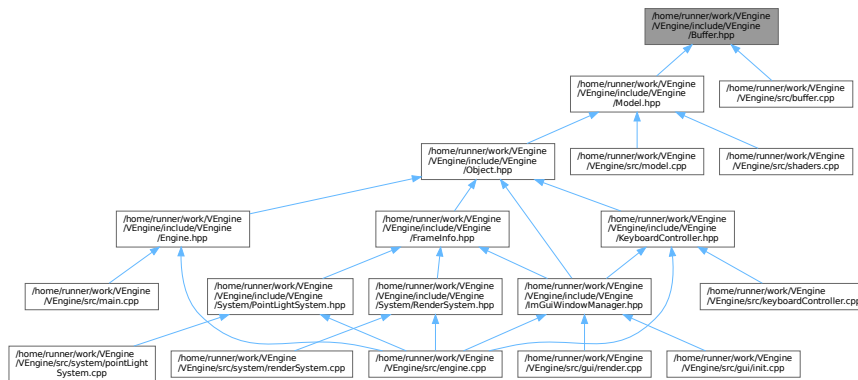 /home/runner/work/VEngine
/VEngine/include/VEngine
/Buffer.hpp
/home/runner/work/VEngine
/VEngine/include/VEngine
/Model.hpp
/home/runner/work/VEngine
/VEngine/src/buffer.cpp
/home/runner/work/VEngine
/VEngine/include/VEngine
/Object.hpp
/home/runner/work/VEngine
/VEngine/src/model.cpp
/home/runner/work/VEngine
/VEngine/src/shaders.cpp
/home/runner/work/VEngine
/VEngine/include/VEngine
/Engine.hpp
/home/runner/work/VEngine
/VEngine/include/VEngine
/FrameInfo.hpp
/home/runner/work/VEngine
/VEngine/include/VEngine
/KeyboardController.hpp
/home/runner/work/VEngine
/VEngine/src/main.cpp
/home/runner/work/VEngine
/VEngine/include/VEngine
/System/PointLightSystem.hpp
/home/runner/work/VEngine
/VEngine/include/VEngine
/System/RenderSystem.hpp
/home/runner/work/VEngine
/VEngine/include/VEngine
/ImGuiWindowManager.hpp
/home/runner/work/VEngine
/VEngine/src/keyboardController.cpp
/home/runner/work/VEngine
/VEngine/src/system/pointLight
System.cpp
/home/runner/work/VEngine
/VEngine/src/system/renderSystem.cpp
/home/runner/work/VEngine
/VEngine/src/engine.cpp
/home/runner/work/VEngine
/VEngine/src/gui/render.cpp
/home/runner/work/VEngine
/VEngine/src/gui/init.cpp